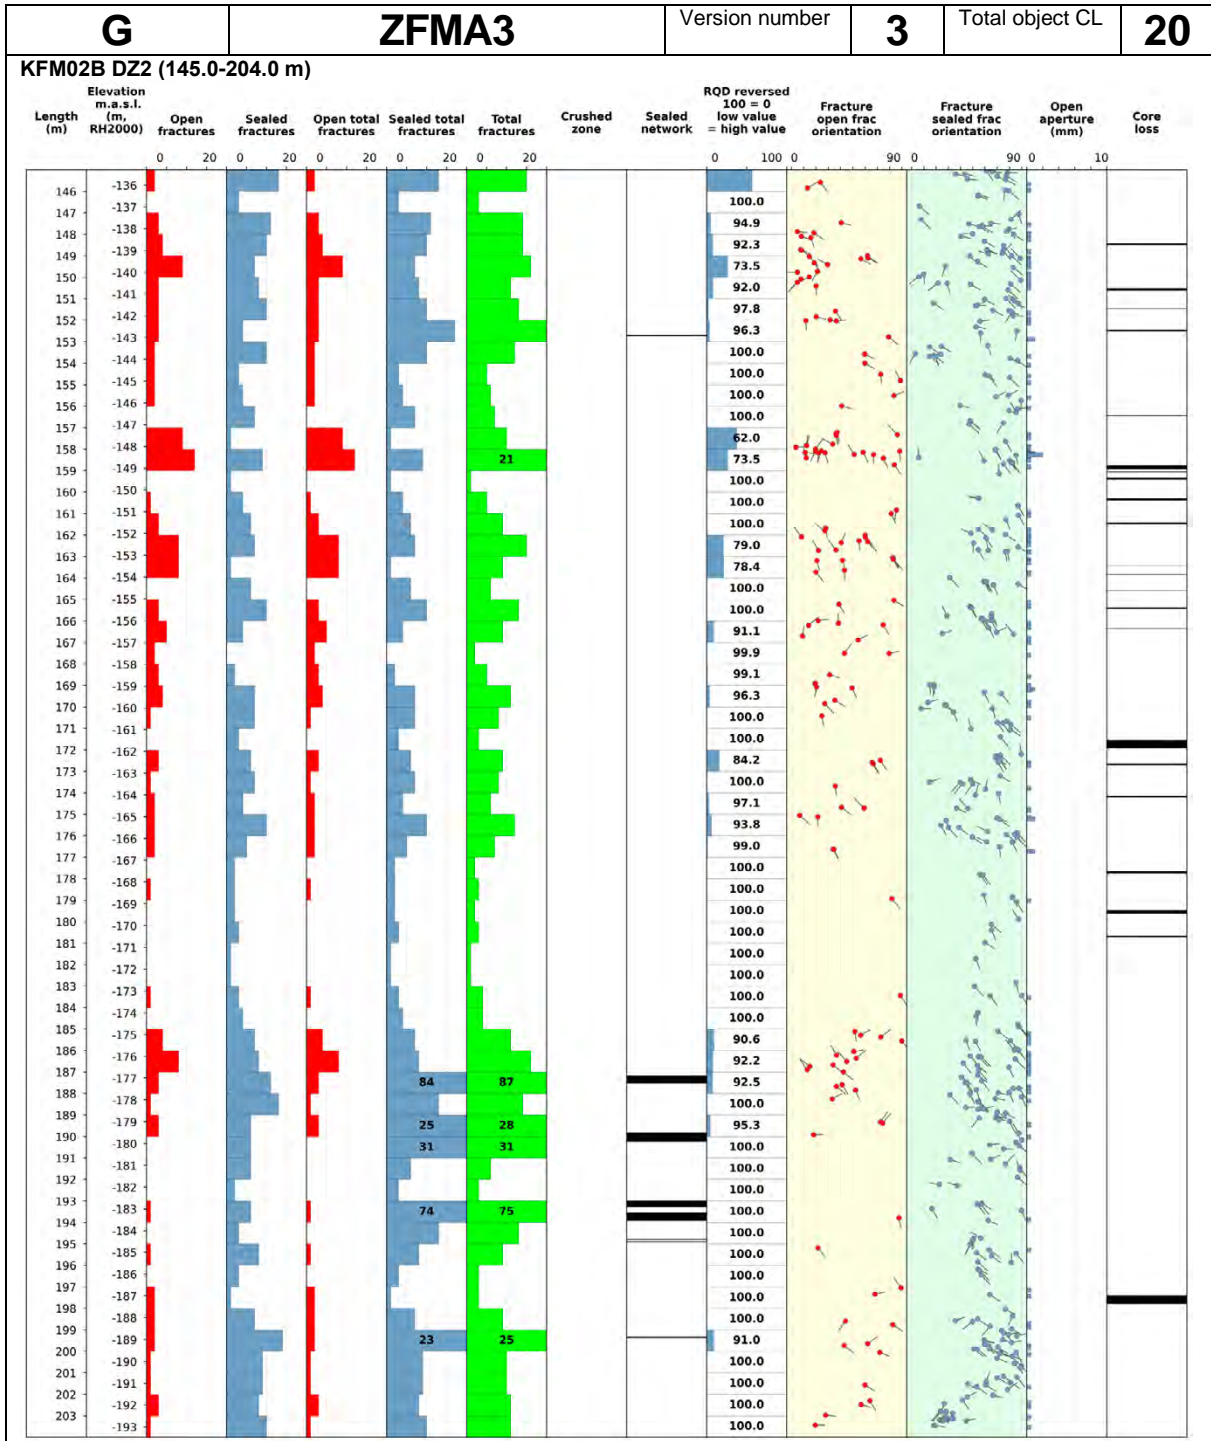 G ZFMA3 Version number 3 Total object CL 20
KFM02B DZ2 (145.0-204.0 m)
Length (m) Elevation m.a.s.l. (m, RH2000) Open fractures Sealed fractures Open total fractures Sealed total fractures Total fractures Crushed zone Sealed network RQD reversed 100 = 0 low value = high value Fracture open frac orientation Fracture sealed frac orientation Open aperture (mm) Core loss
0 20 0 20 0 20 0 20 0 20 0 100 0 90 0 90 0 10
146 -136
-137 100.0
147 -138 94.9
148 -139 92.3
149 -140 73.5
150 -141 92.0
151 -142 97.8
152 -143 96.3
153 -144 100.0
154 -145 100.0
155 -146 100.0
156 -147 100.0
157 -148 62.0
158 -149 21 73.5
159 -150 100.0
160 -151 100.0
161 -152 100.0
162 -153 79.0
163 -154 78.4
164 -155 100.0
165 -156 100.0
166 -157 91.1
167 -158 99.9
168 -159 99.1
169 -160 96.3
170 -161 100.0
171 -162 100.0
172 -163 84.2
173 -164 100.0
174 -165 97.1
175 -166 93.8
176 -167 99.0
177 -168 100.0
178 -169 100.0
179 -170 100.0
180 -171 100.0
181 -172 100.0
182 -173 100.0
183 -174 100.0
184 -175 100.0
185 -176 90.6
186 -177 92.2
187 -178 84 87 92.5
188 -179 100.0
189 -180 25 28 95.3
190 -181 31 31 100.0
191 -182 100.0
192 -183 100.0
193 -184 74 75 100.0
194 -185 100.0
195 -186 100.0
196 -187 100.0
197 -188 100.0
198 -189 100.0
199 -190 23 25 91.0
200 -191 100.0
201 -192 100.0
202 -193 100.0
203 100.0